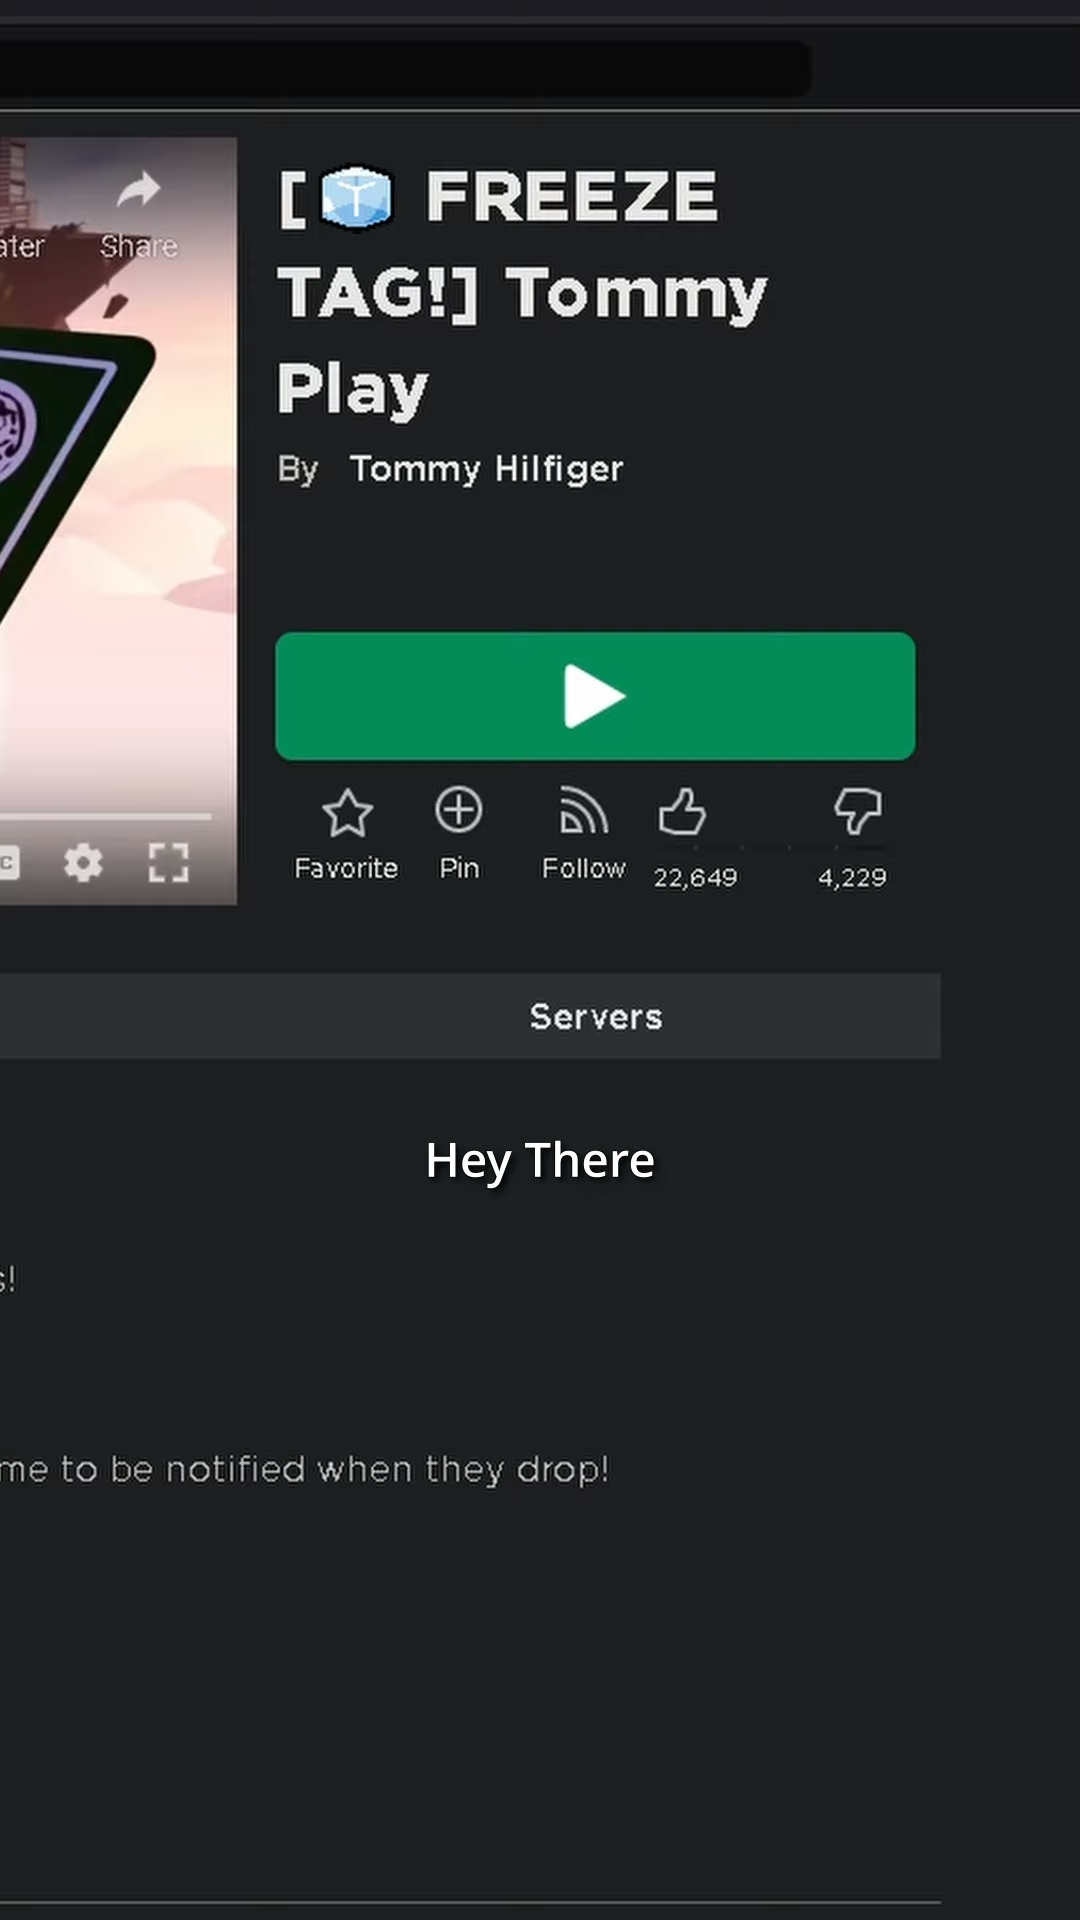 Share
[🧊 FREEZE
TAG!] Tommy
Play
By Tommy Hilfiger
Favorite
Pin
Follow
22,649
4,229
Servers
Hey There
me to be notified when they drop!